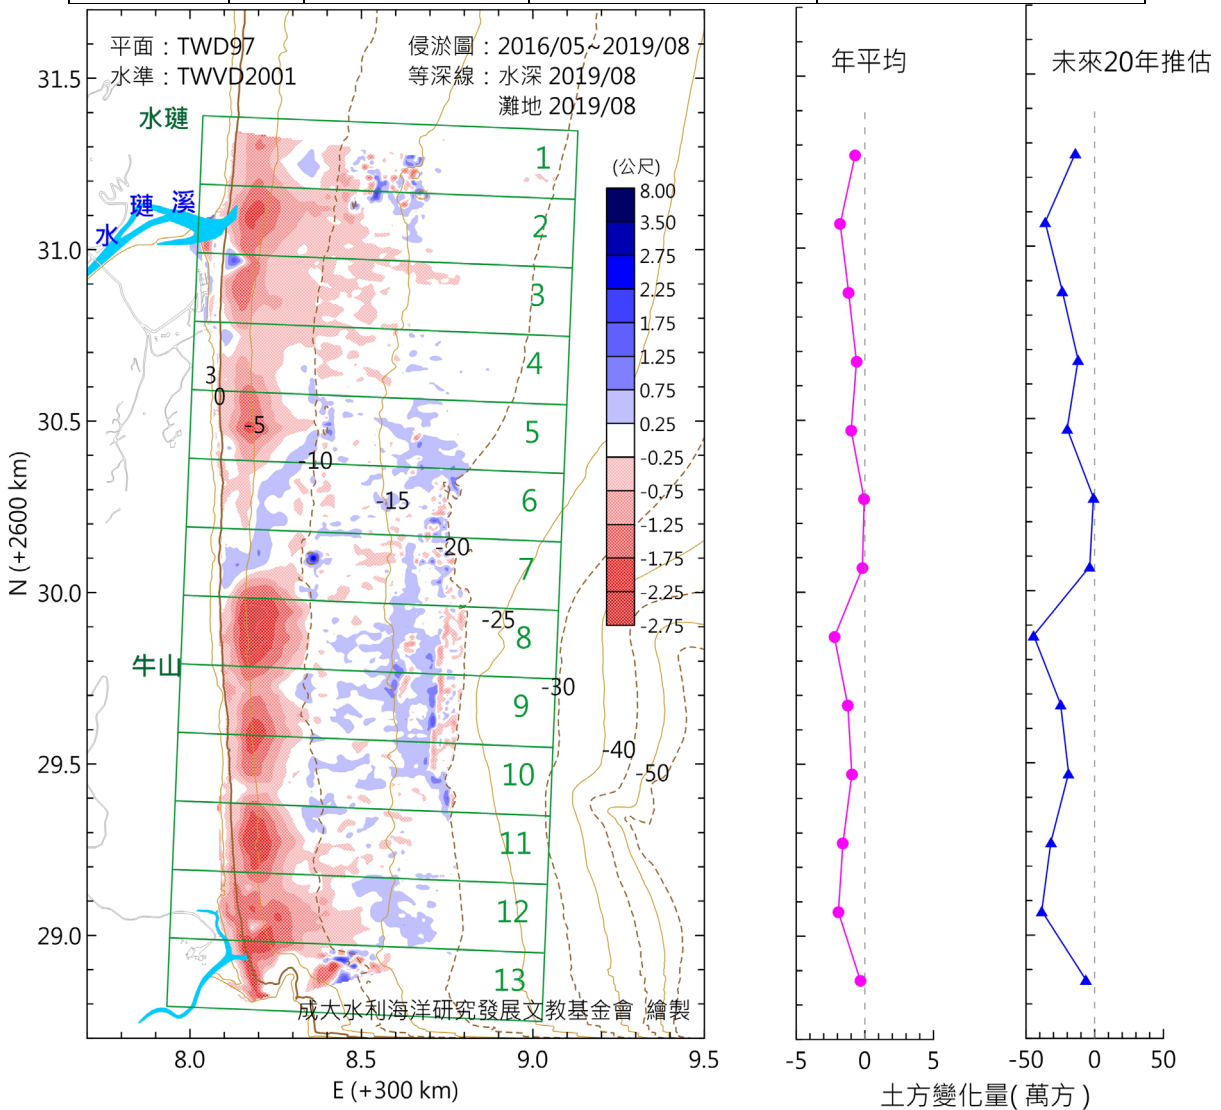 平面：TWD97
水準：TWVD2001
侵淤圖：2016/05~2019/08
等深線：水深 2019/08
灘地 2019/08
水璉
水 璉 溪
牛山
(公尺)
8.00
3.50
2.75
2.25
1.75
1.25
0.75
0.25
-0.25
-0.75
-1.25
-1.75
-2.25
-2.75
1
2
3
4
5
6
7
8
9
10
11
12
13
3
0
-5
-10
-15
-20
-25
-30
-40
-50
成大水利海洋研究發展文教基金會 繪製
31.5
31.0
30.5
30.0
29.5
29.0
N (+2600 km)
8.0 8.5 9.0 9.5
E (+300 km)
年平均
-5 0 5
未來20年推估
-50 0 50
土方變化量( 萬方 )